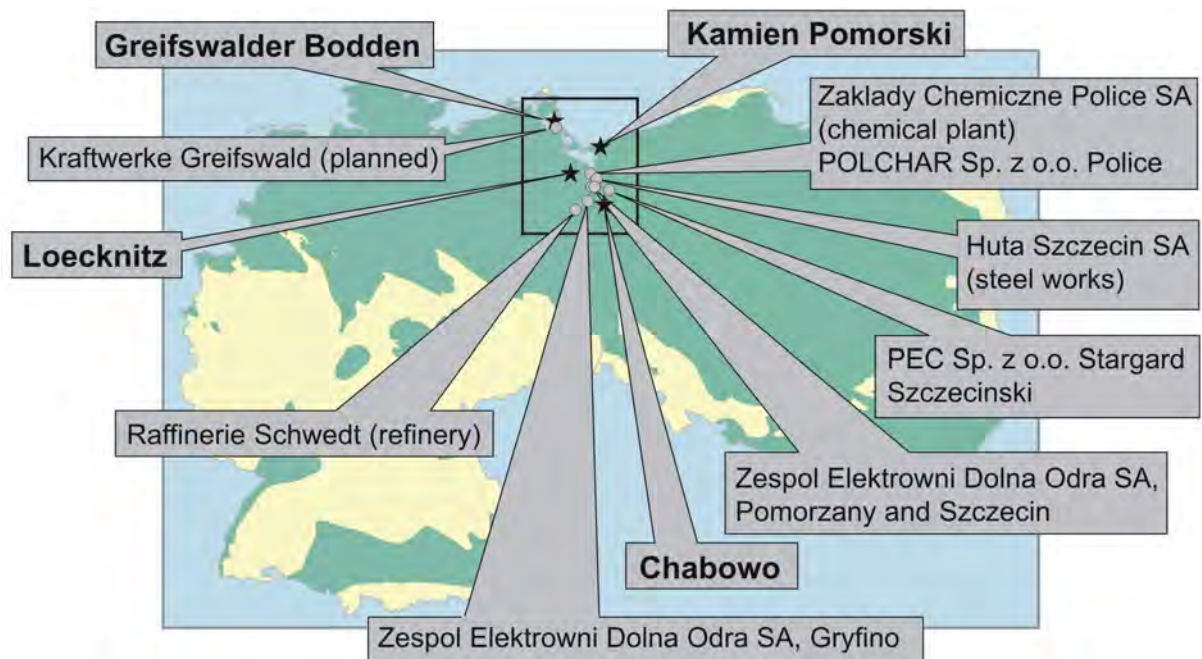 Greifswalder Bodden
Kamien Pomorski
Zaklady Chemiczne Police SA
(chemical plant)
POLCHAR Sp. z o.o. Police
Kraftwerke Greifswald (planned)
Loecknitz
Huta Szczecin SA
(steel works)
PEC Sp. z o.o. Stargard
Szczecinski
Raffinerie Schwedt (refinery)
Zespol Elektrowni Dolna Odra SA,
Pomorzany and Szczecin
Chabowo
Zespol Elektrowni Dolna Odra SA, Gryfino